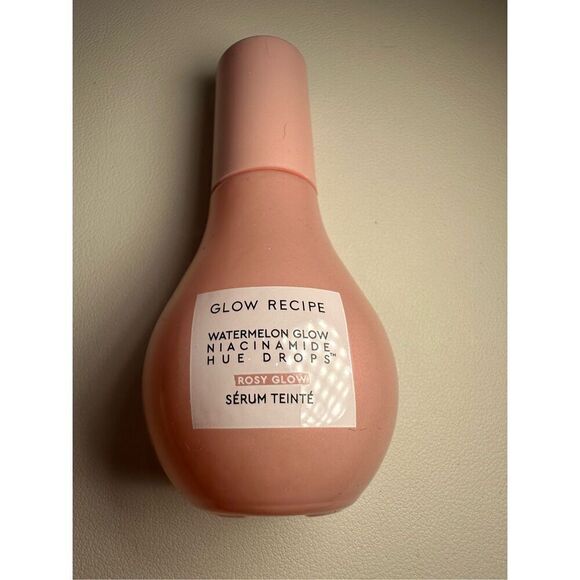 GLOW RECIPE
WATERMELON GLOW
NIACINAMIDE
HUE DROPS™
ROSY GLOW
SÉRUM TEINTÉ